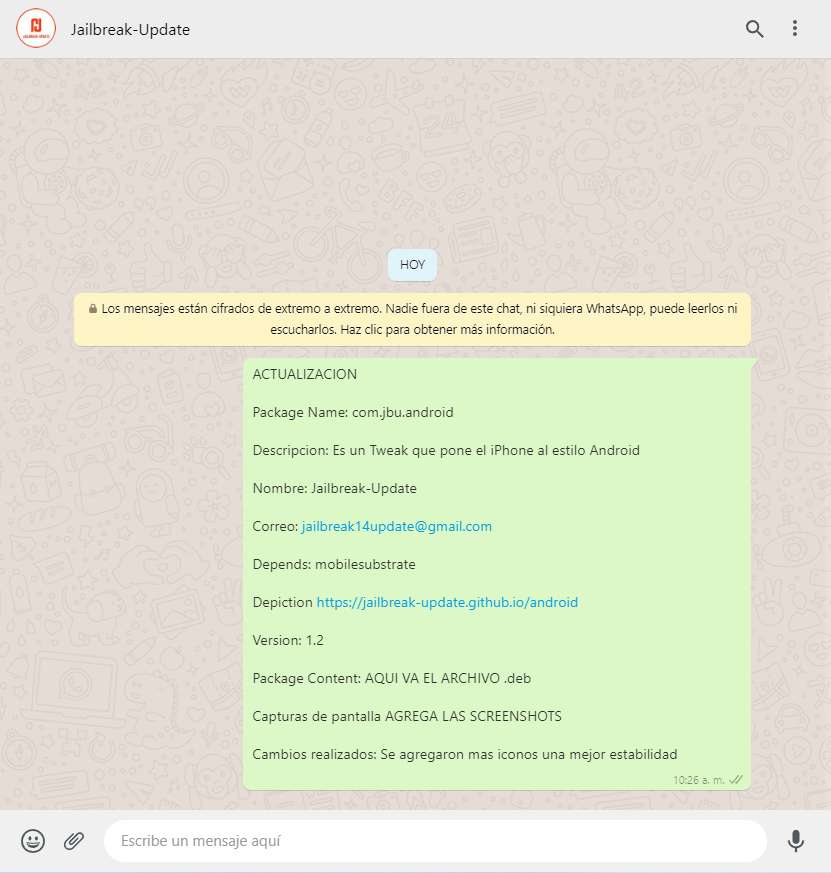 Jailbreak-Update
JAILBREAK-UPDATE
HOY
Los mensajes están cifrados de extremo a extremo. Nadie fuera de este chat, ni siquiera WhatsApp, puede leerlos ni
escucharlos. Haz clic para obtener más información.
ACTUALIZACION
Package Name: com.jbu.android
Descripcion: Es un Tweak que pone el iPhone al estilo Android
Nombre: Jailbreak-Update
Correo: jailbreak14update@gmail.com
Depends: mobilesubstrate
Depiction https://jailbreak-update.github.io/android
Version: 1.2
Package Content: AQUI VA EL ARCHIVO .deb
Capturas de pantalla AGREGA LAS SCREENSHOTS
Cambios realizados: Se agregaron mas iconos una mejor estabilidad
10:26 a. m.
Escribe un mensaje aquí